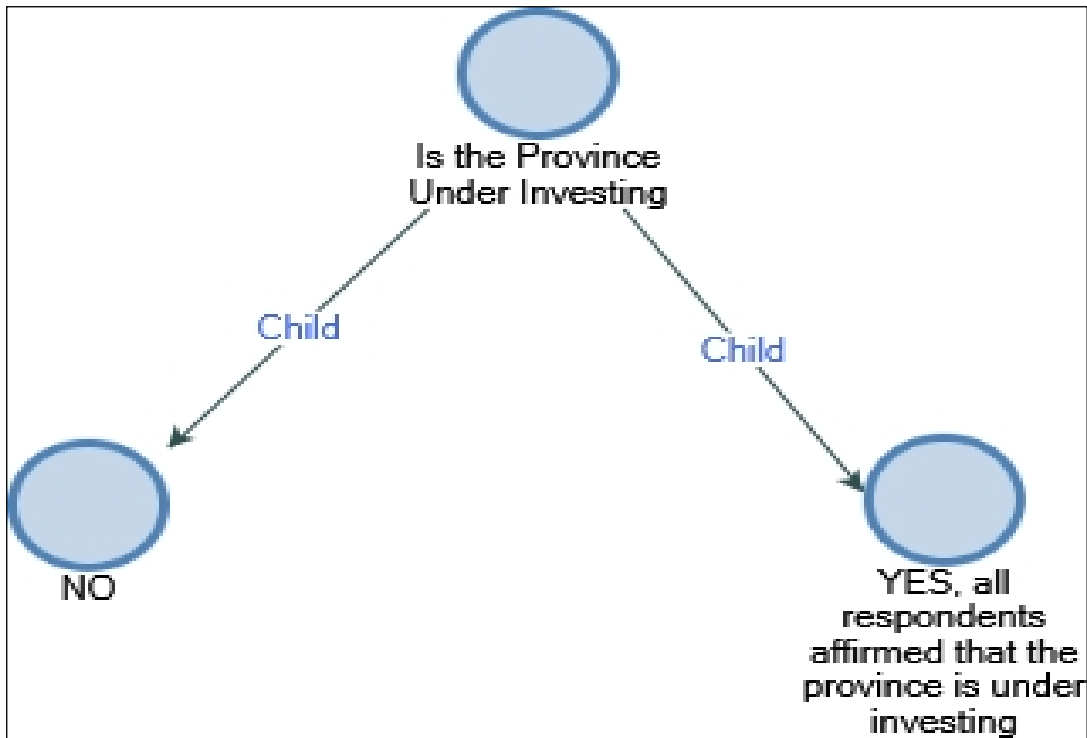 Is the Province
Under Investing
Child
Child
NO
YES, all
respondents
affirmed that the
province is under
investing